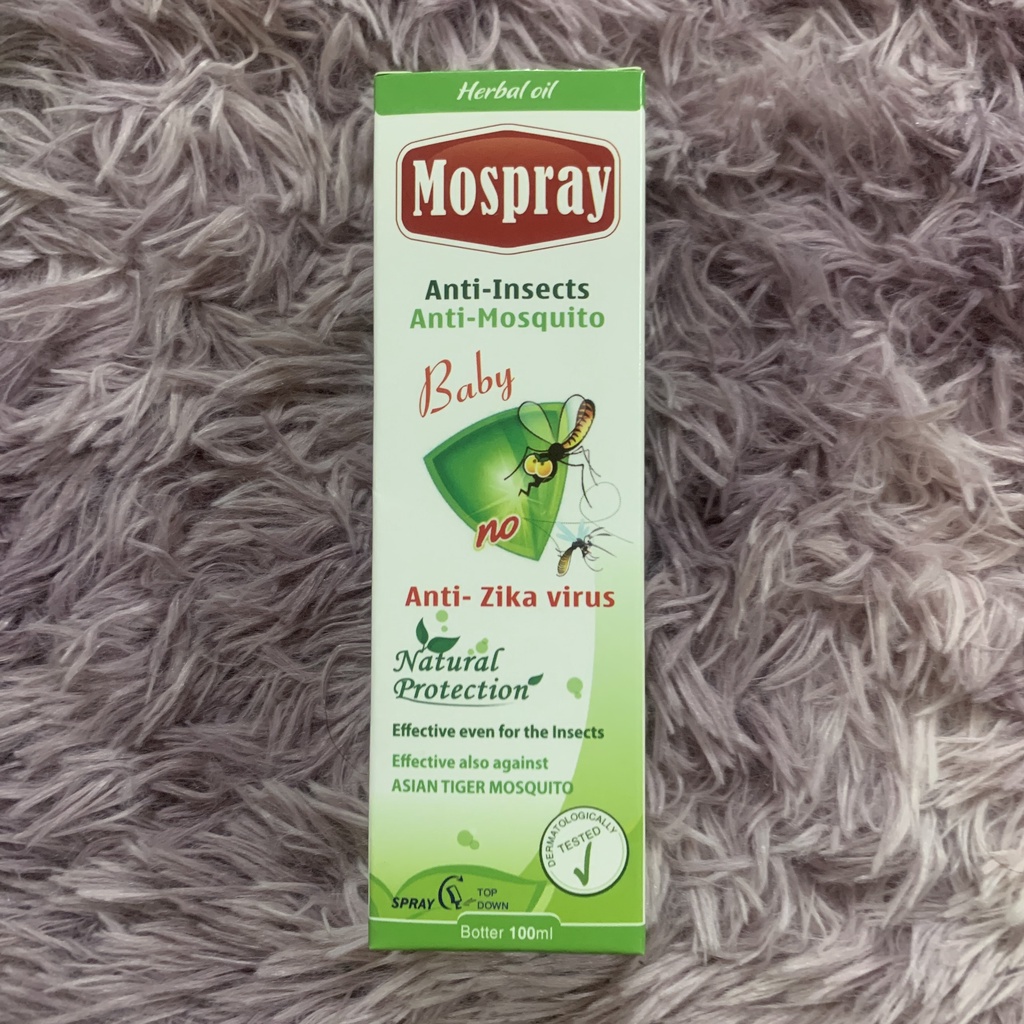 Herbal oil
Mospray
Anti-Insects
Anti-Mosquito
Baby
no
Anti- Zika virus
Natural
Protection
Effective even for the Insects
Effective also against
ASIAN TIGER MOSQUITO
DERMATOLOGICALLY
TESTED
SPRAY TOP
DOWN
Botter 100ml